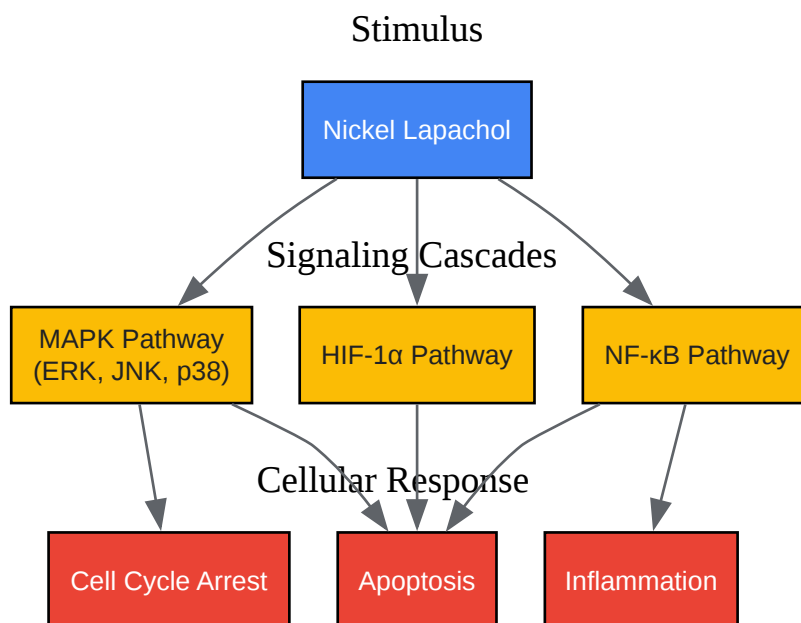 Stimulus
Nickel Lapachol
Signaling Cascades
MAPK Pathway
(ERK, JNK, p38)
HIF-1α Pathway
NF-κB Pathway
Cellular Response
Cell Cycle Arrest
Apoptosis
Inflammation